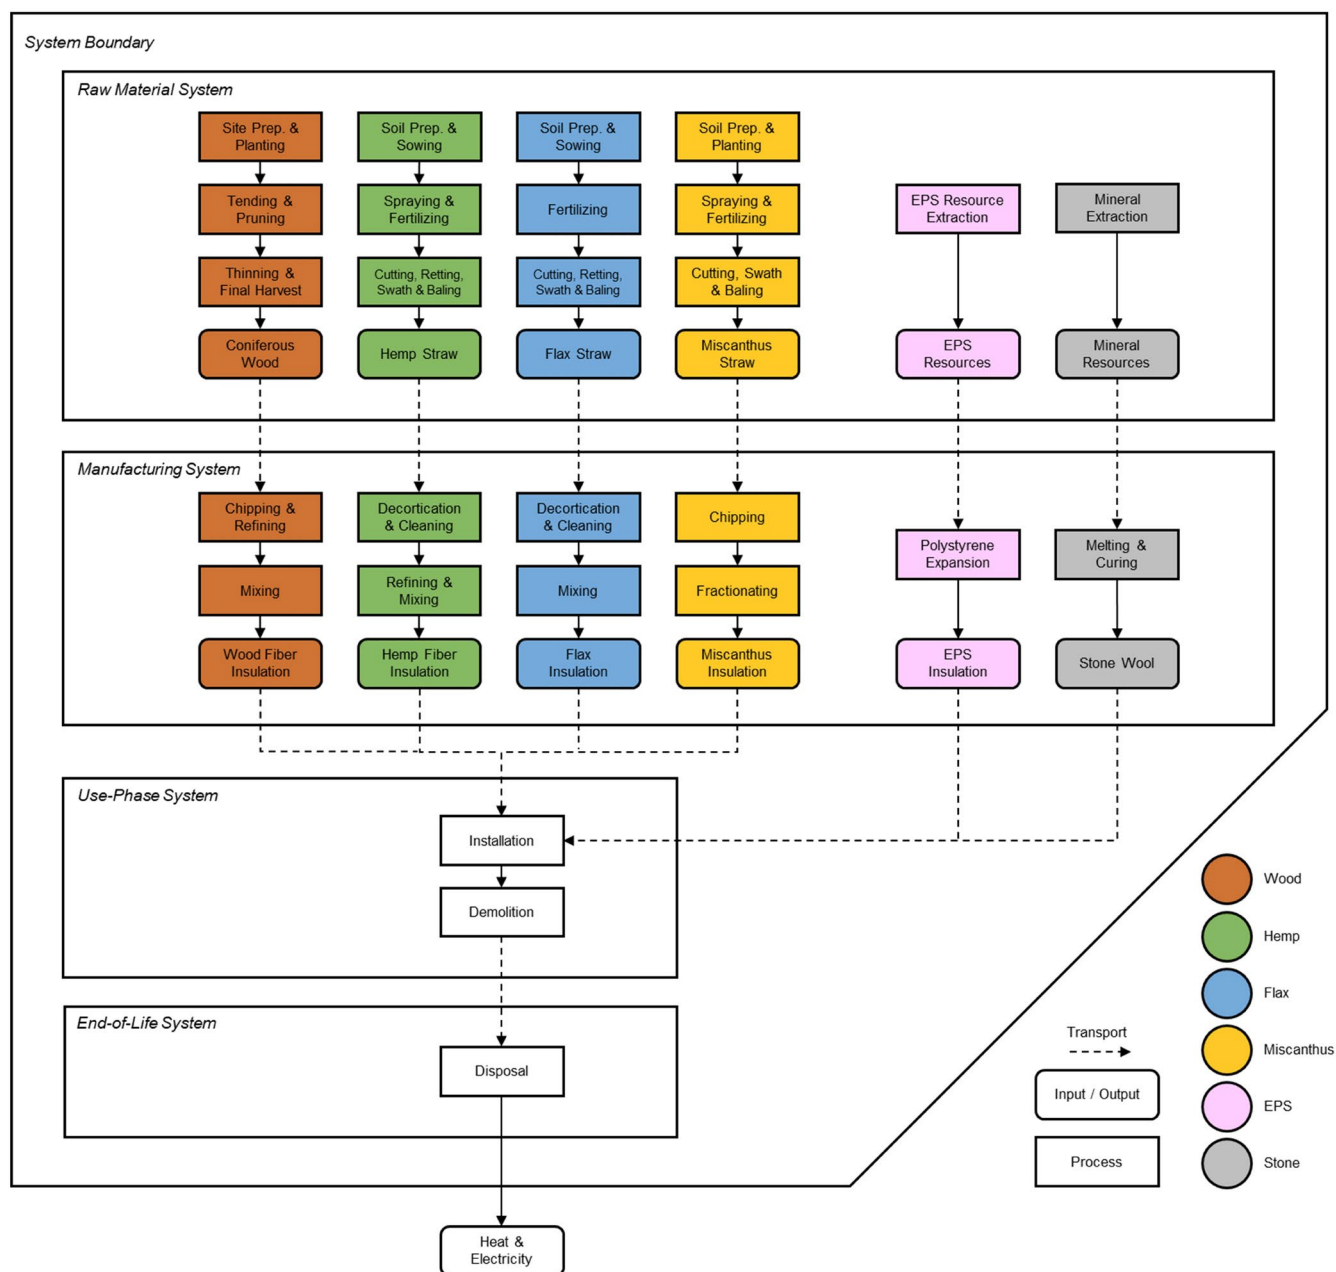 System Boundary
Raw Material System
Site Prep. &
Planting
Soil Prep. &
Sowing
Soil Prep. &
Sowing
Soil Prep. &
Planting
Tending &
Pruning
Spraying &
Fertilizing
Fertilizing
Spraying &
Fertilizing
EPS Resource
Extraction
Mineral
Extraction
Thinning &
Final Harvest
Cutting, Retting,
Swath & Baling
Cutting, Retting,
Swath & Baling
Cutting, Swath
& Baling
Coniferous
Wood
Hemp Straw
Flax Straw
Miscanthus
Straw
EPS
Resources
Mineral
Resources
Manufacturing System
Chipping &
Refining
Decortication
& Cleaning
Decortication
& Cleaning
Chipping
Polystyrene
Expansion
Melting &
Curing
Mixing
Refining &
Mixing
Mixing
Fractionating
Wood Fiber
Insulation
Hemp Fiber
Insulation
Flax
Insulation
Miscanthus
Insulation
EPS
Insulation
Stone Wool
Use-Phase System
Installation
Demolition
End-of-Life System
Disposal
Heat &
Electricity
Transport
Input / Output
Process
Wood
Hemp
Flax
Miscanthus
EPS
Stone